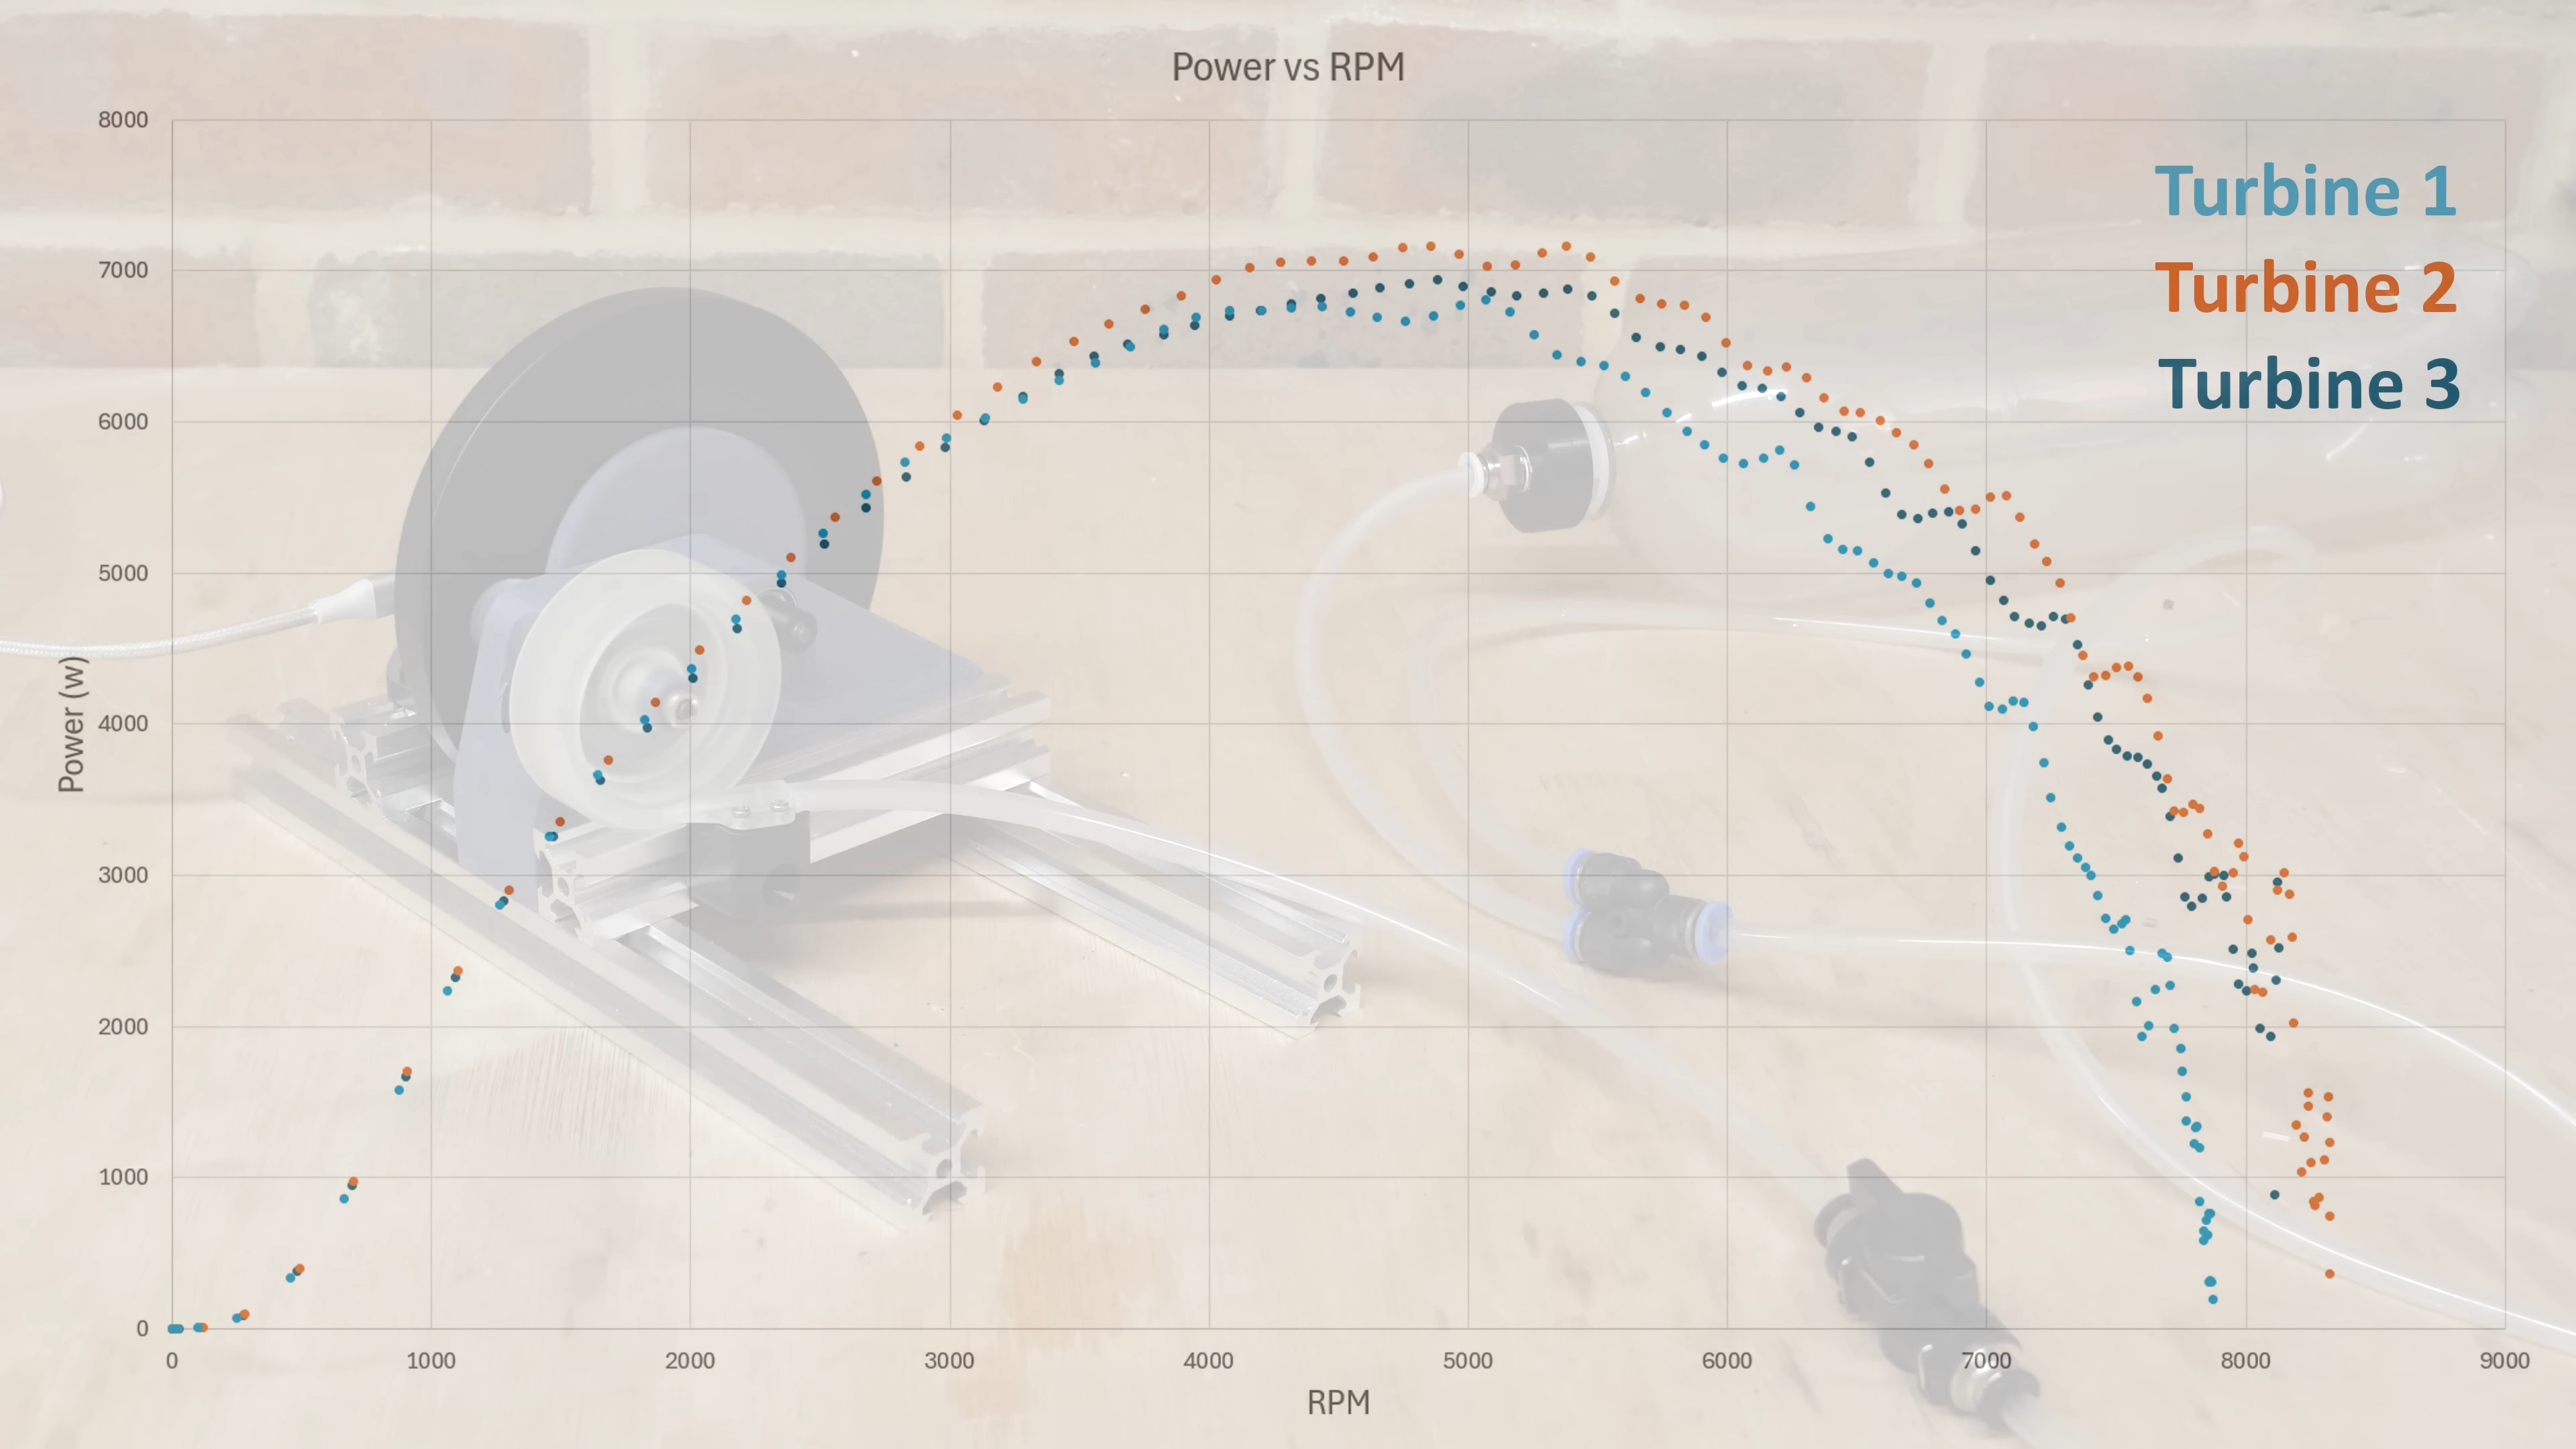 Power vs RPM
Turbine 1
Turbine 2
Turbine 3
Power (w)
8000
7000
6000
5000
4000
3000
2000
1000
0
0 1000 2000 3000 4000 5000 6000 7000 8000 9000
RPM